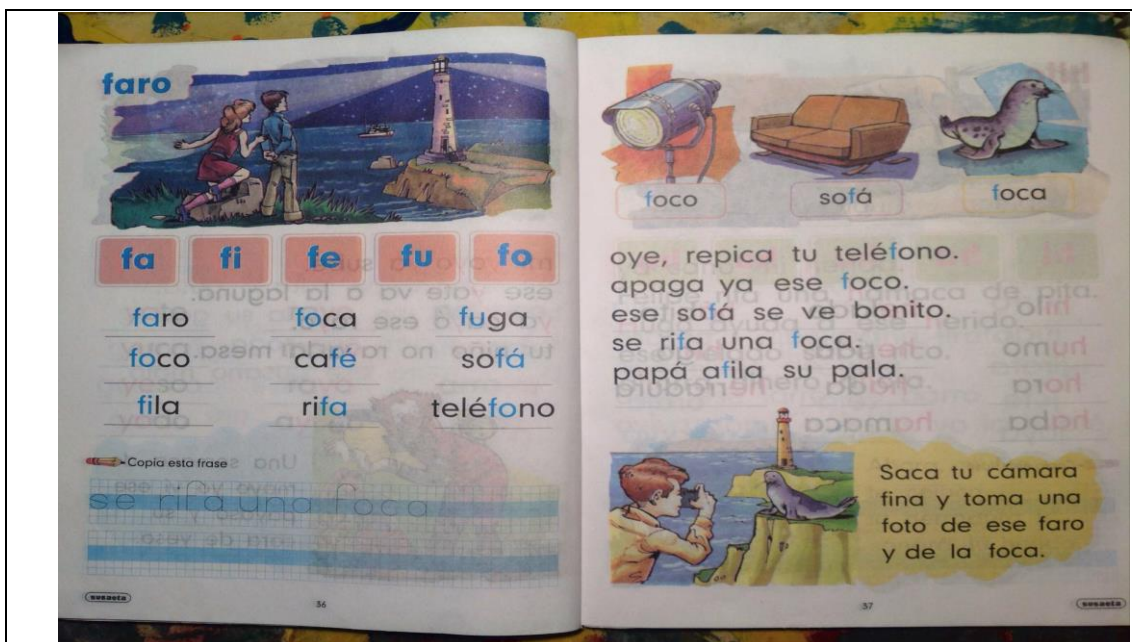 faro
fa fi fe fu fo
faro foca fuga
foco café sofá
fila rifa teléfono
Copia esta frase
se rifa una foca
susaeta
36
foco sofá foca
oye, repica tu teléfono.
apaga ya ese foco.
ese sofá se ve bonito.
se rifa una foca.
papá afila su pala.
Saca tu cámara
fina y toma una
foto de ese faro
y de la foca.
37
susaeta